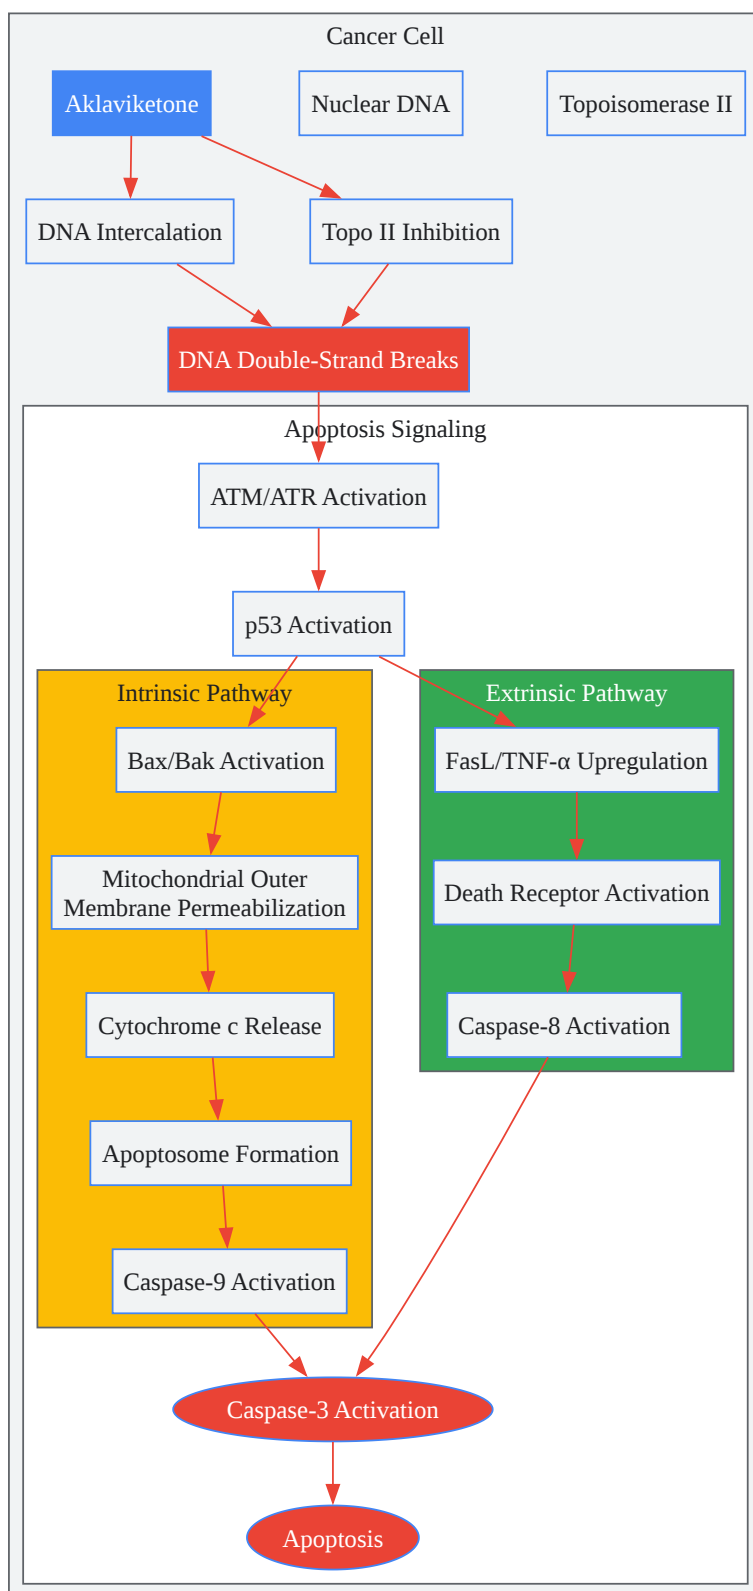 Cancer Cell
Aklaviketone
Nuclear DNA
Topoisomerase II
DNA Intercalation
Topo II Inhibition
DNA Double-Strand Breaks
Apoptosis Signaling
ATM/ATR Activation
p53 Activation
Intrinsic Pathway
Bax/Bak Activation
Mitochondrial Outer
Membrane Permeabilization
Cytochrome c Release
Apoptosome Formation
Caspase-9 Activation
Extrinsic Pathway
FasL/TNF-α Upregulation
Death Receptor Activation
Caspase-8 Activation
Caspase-3 Activation
Apoptosis